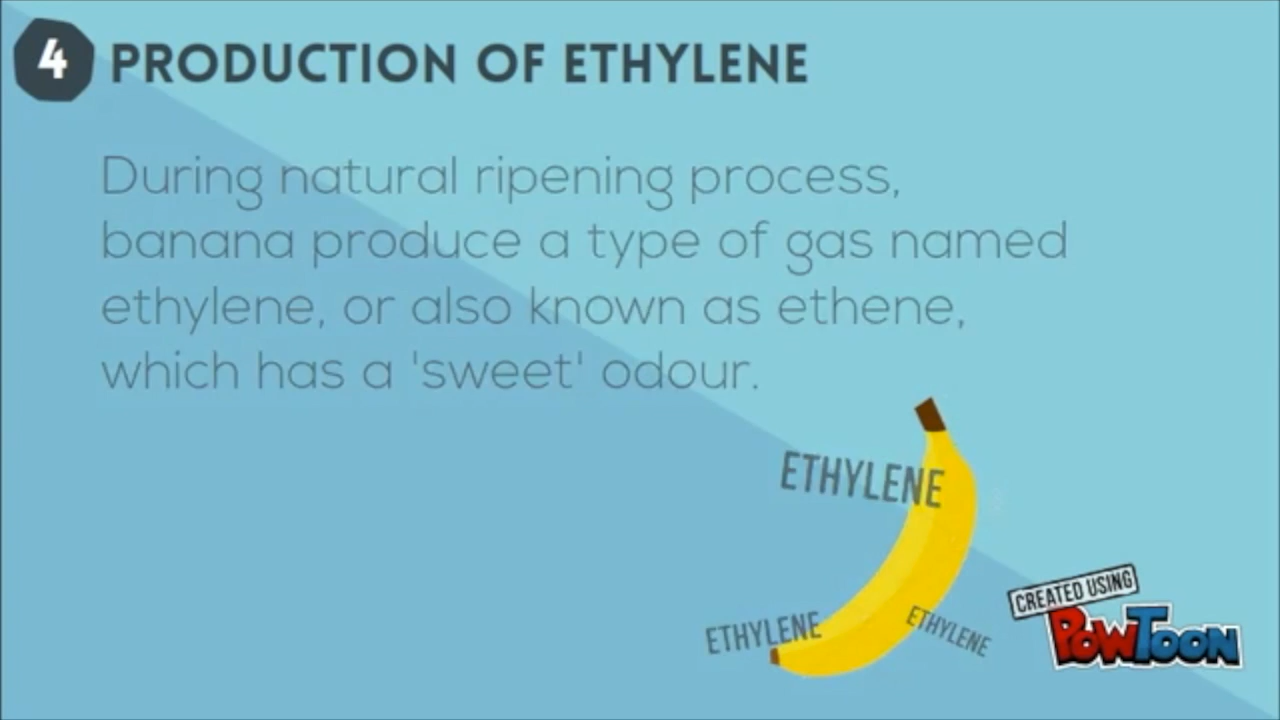 4 PRODUCTION OF ETHYLENE
During natural ripening process,
banana produce a type of gas named
ethylene, or also known as ethene,
which has a 'sweet' odour.
ETHYLENE
ETHYLENE
ETHYLENE
CREATED USING
POWTOON